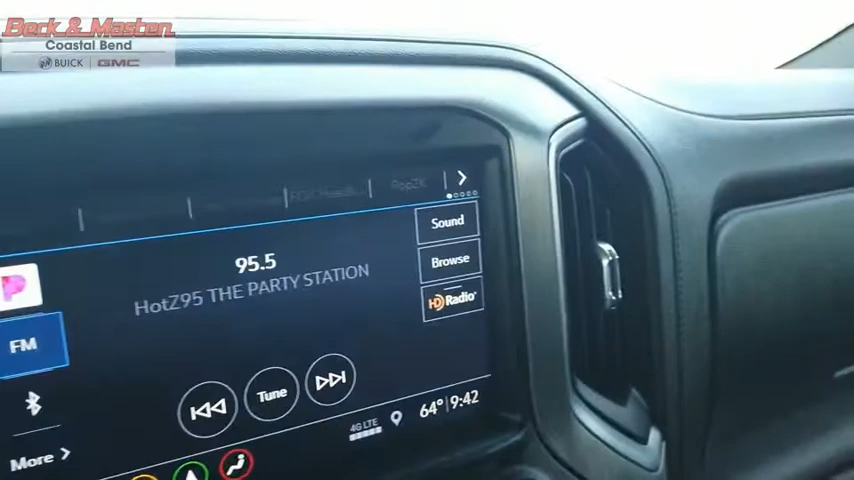 Beck & Masten
Coastal Bend
BUICK | GMC
95.5
HotZ95 THE PARTY STATION
Sound
Browse
HD Radio
FM
Tune
More
4G LTE
64° 9:42